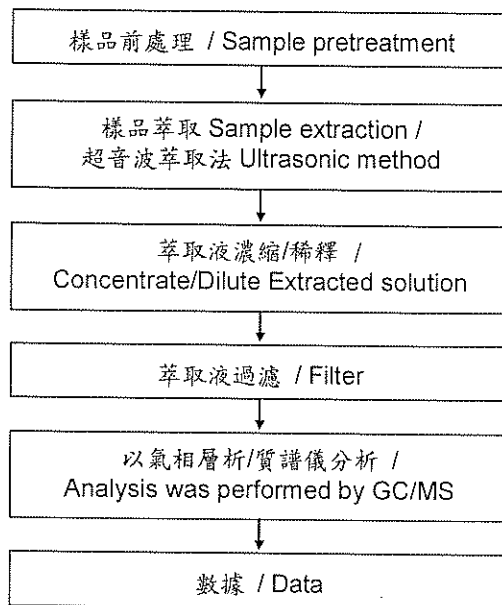 樣品前處理 / Sample pretreatment
樣品萃取 Sample extraction /
超音波萃取法 Ultrasonic method
萃取液濃縮/稀釋 /
Concentrate/Dilute Extracted solution
萃取液過濾 / Filter
以氣相層析/質譜儀分析 /
Analysis was performed by GC/MS
數據 / Data